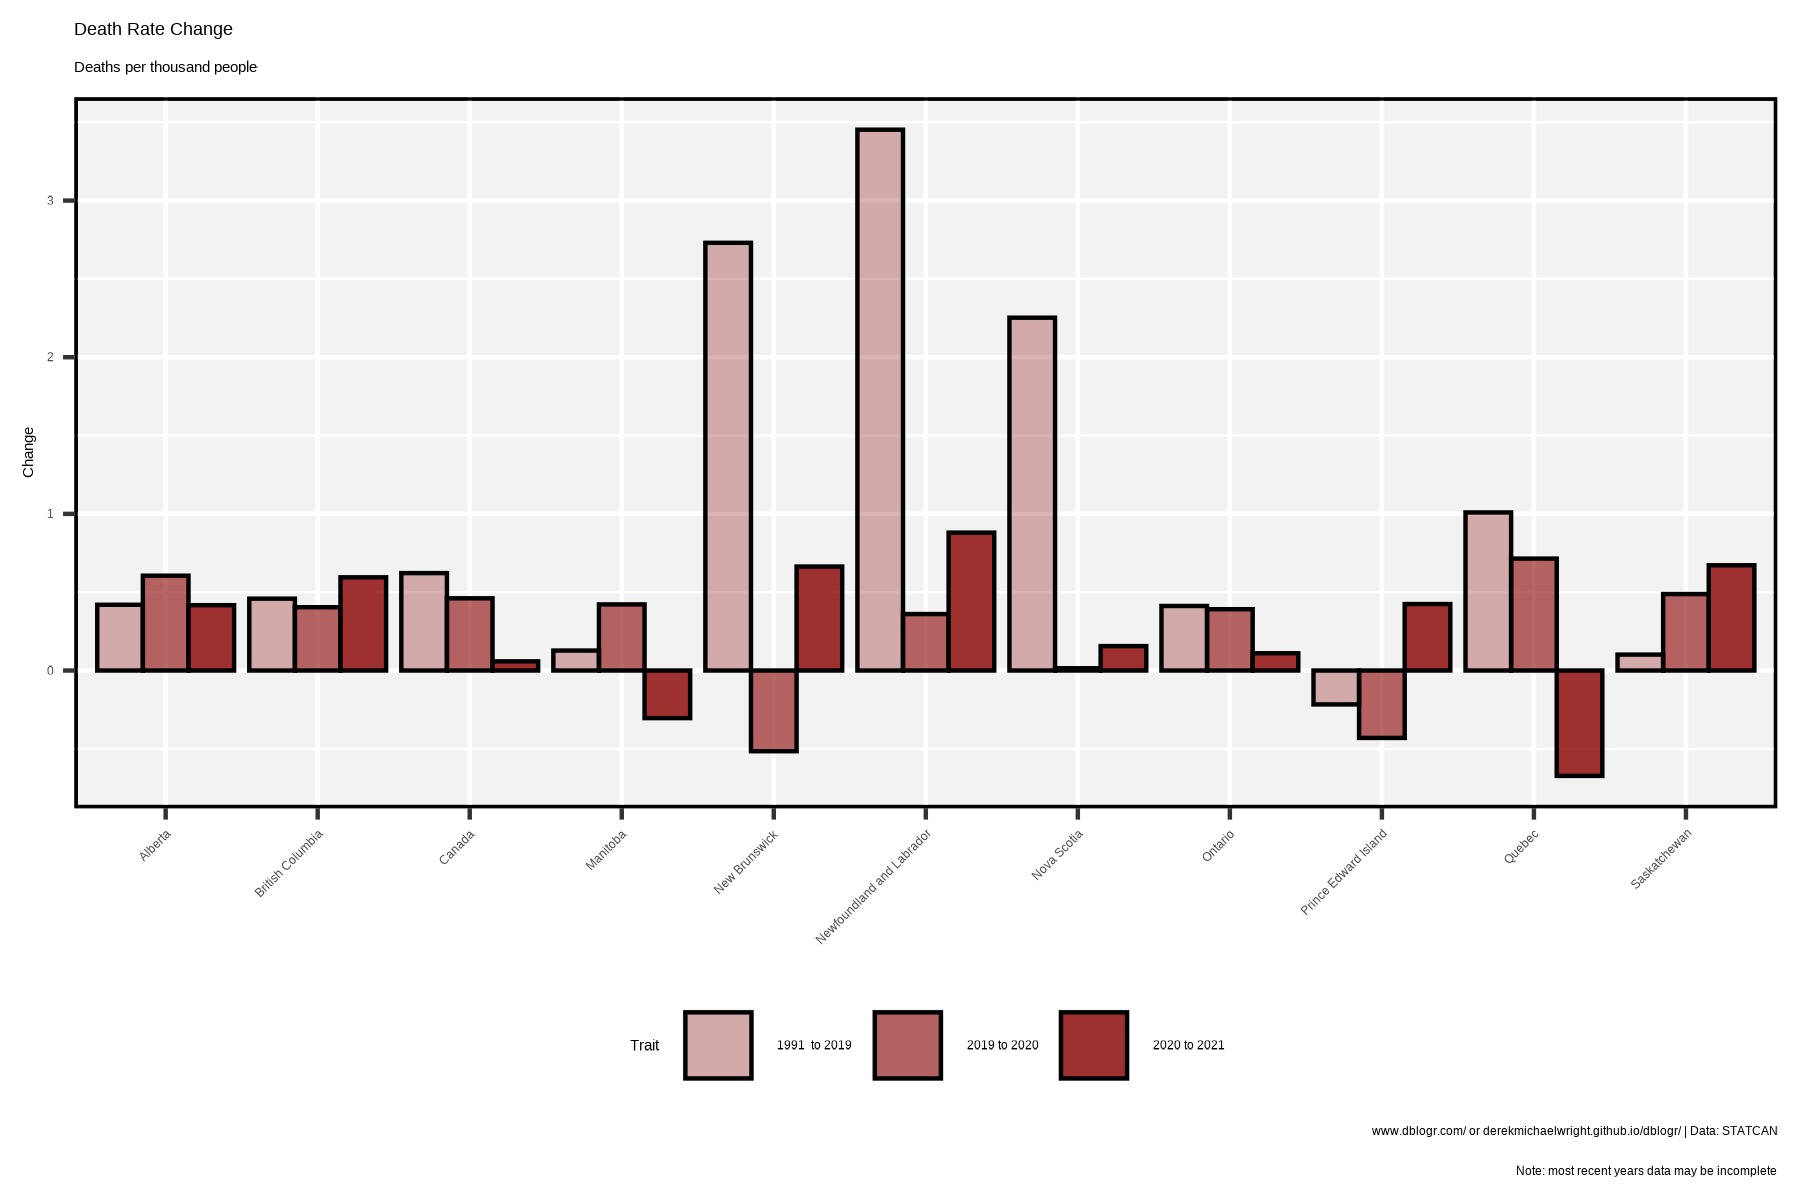 Death Rate Change
Deaths per thousand people
Change
3
2
1
0
Alberta
British Columbia
Canada
Manitoba
New Brunswick
Newfoundland and Labrador
Nova Scotia
Ontario
Prince Edward Island
Quebec
Saskatchewan
Trait
1991  to 2019
2019 to 2020
2020 to 2021
www.dblogr.com/ or derekmichaelwright.github.io/dblogr/ | Data: STATCAN
Note: most recent years data may be incomplete